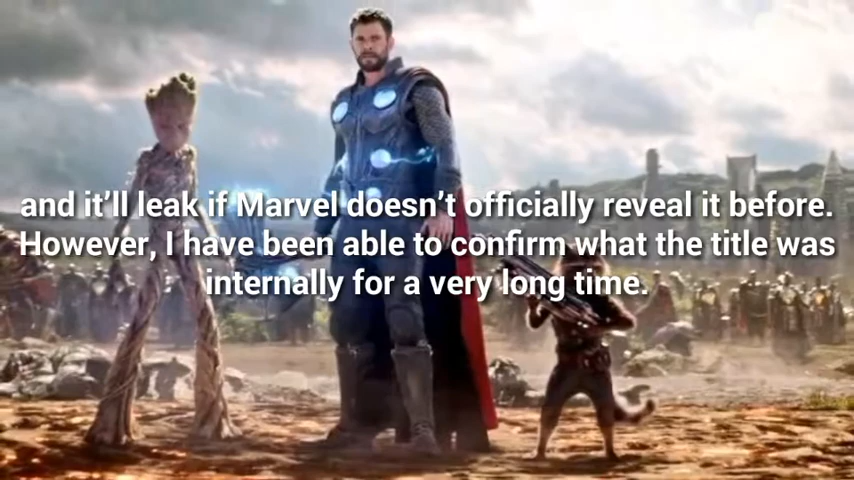 and it’ll leak if Marvel doesn’t officially reveal it before.
However, I have been able to confirm what the title was
internally for a very long time.